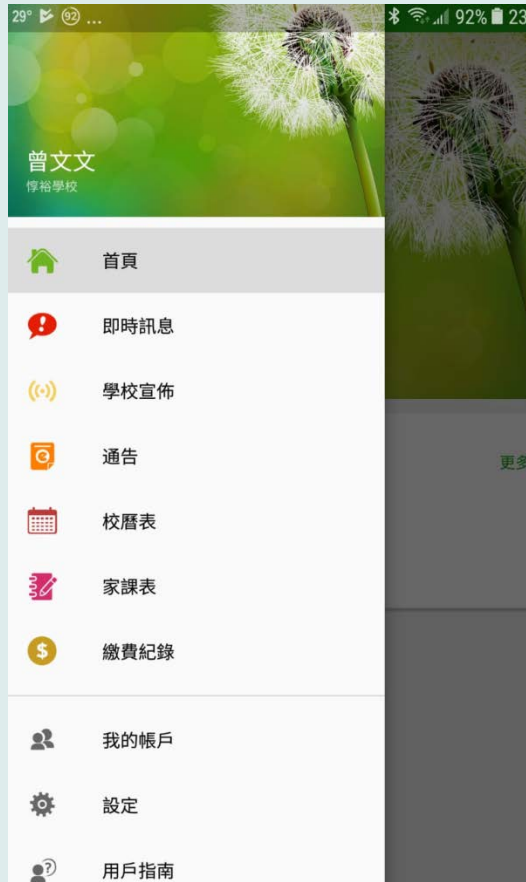 29° 92 ... 92% 23
曾文文
惇裕學校
首頁
即時訊息
學校宣佈
通告
校曆表
更多
家課表
繳費紀錄
我的帳戶
設定
用戶指南